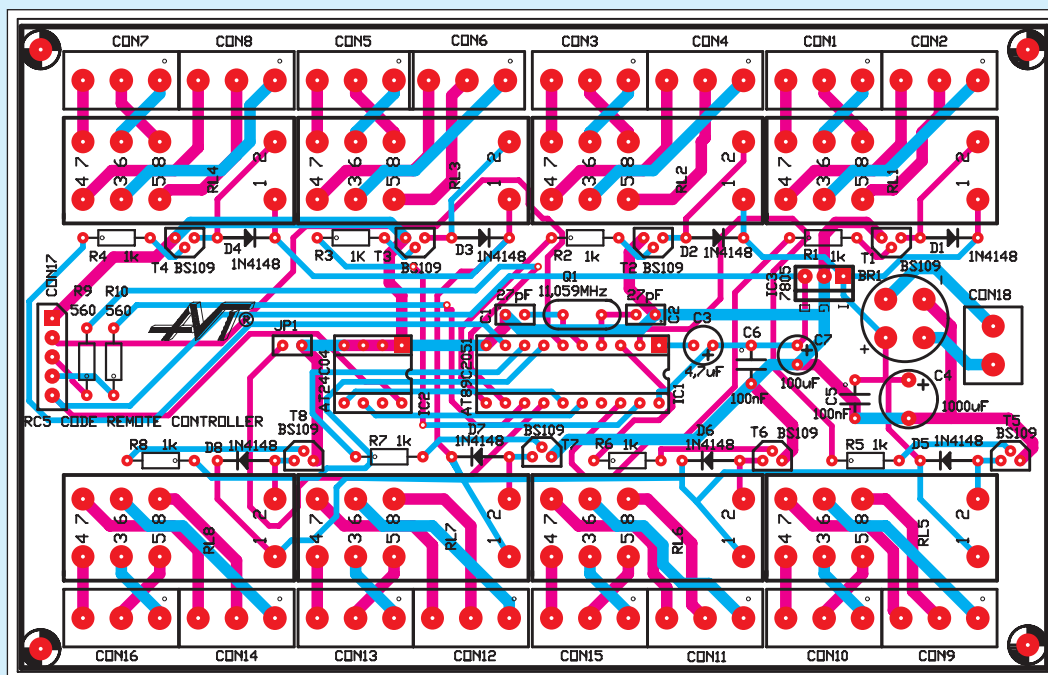 CON7 CON8 CON5 CON6 CON3 CON4 CON1 CON2
4 7 3 6 5 8 RL4 1 2
4 7 3 6 5 8 RL3 1 2
4 7 3 6 5 8 RL2 1 2
4 7 3 6 5 8 RL1 1 2
R4 1k T4 BS109 D4 1N4148
R3 1K T3 BS109 D3 1N4148
R2 1k T2 BS109 D2 1N4148
R1 1k T1 BS109 D1 1N4148
CON17
R9 560
R10 560
AVT®
JP1
AT24C04
IC2
27pF C1
Q1
11,059MHz
27pF C2
AT89C2051
IC1
C3 4,7uF
C6 100nF
C7 100uF
IC3 7805
O G I
BR1
- +
CON18
C5 100nF
C4 1000uF
RC5 CODE REMOTE CONTROLLER
R8 1k D8 1N4148 T8 BS109
R7 1k D7 1N4148 BS109 T7
R6 1k D6 1N4148 T6 BS109
R5 1k D5 1N4148 T5 BS109
4 7 3 6 5 8 RL8 1 2
4 7 3 6 5 8 RL7 1 2
4 7 3 6 5 8 RL6 1 2
4 7 3 6 5 8 RL5 1 2
CON16 CON14 CON13 CON12 CON15 CON11 CON10 CON9